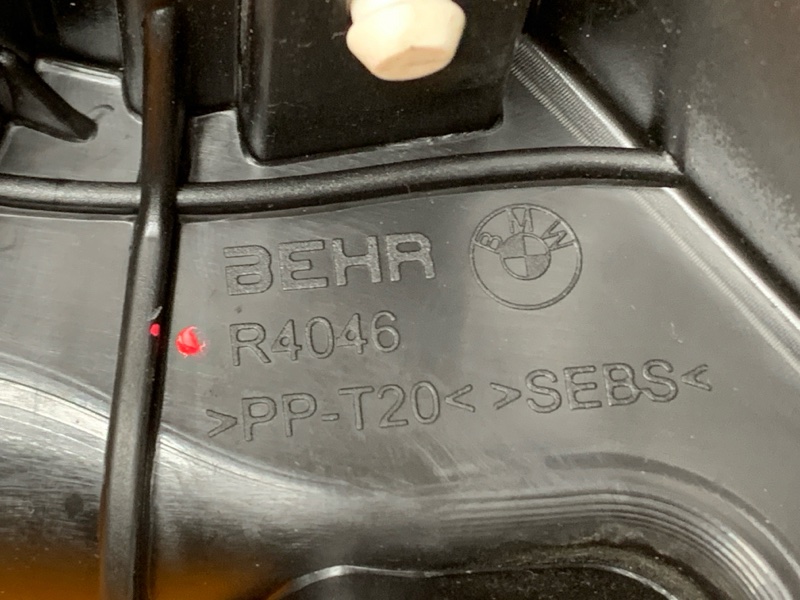 BEHR BMW
R4046
>PP-T20< >SEBS<